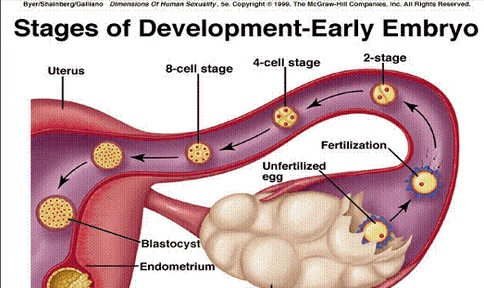 Byer/Shainberg/Galliano Dimensions Of Human Sexuality, 5e. Copyright © 1999. The McGraw-Hill Companies, Inc. All Rights Reserved.
Stages of Development-Early Embryo
2-stage
4-cell stage
8-cell stage
Uterus
Fertilization
Unfertilized
egg
Blastocyst
Endometrium